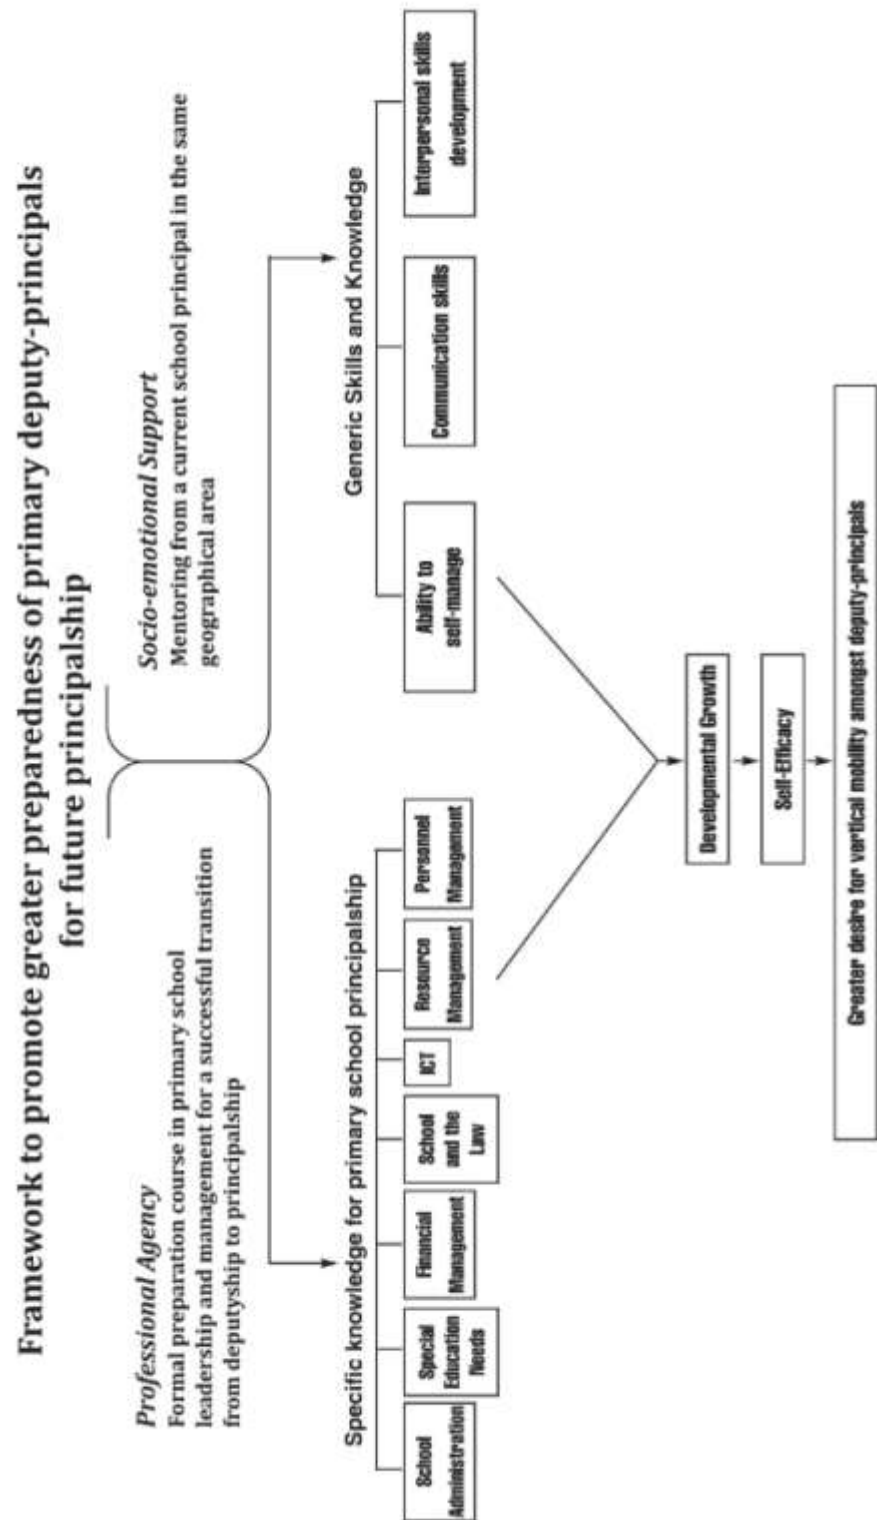 Framework to promote greater preparedness of primary deputy-principals
for future principalship
Professional Agency
Formal preparation course in primary school
leadership and management for a successful transition
from deputyship to principalship
Socio-emotional Support
Mentoring from a current school principal in the same
geographical area
Specific knowledge for primary school principalship
School
Administration
Special
Education
Needs
Financial
Management
School
and the
Law
ICT
Resource
Management
Personnel
Management
Generic Skills and Knowledge
Ability to
self-manage
Communication skills
Interpersonal skills
development
Developmental Growth
Self-Efficacy
Greater desire for vertical mobility amongst deputy-principals